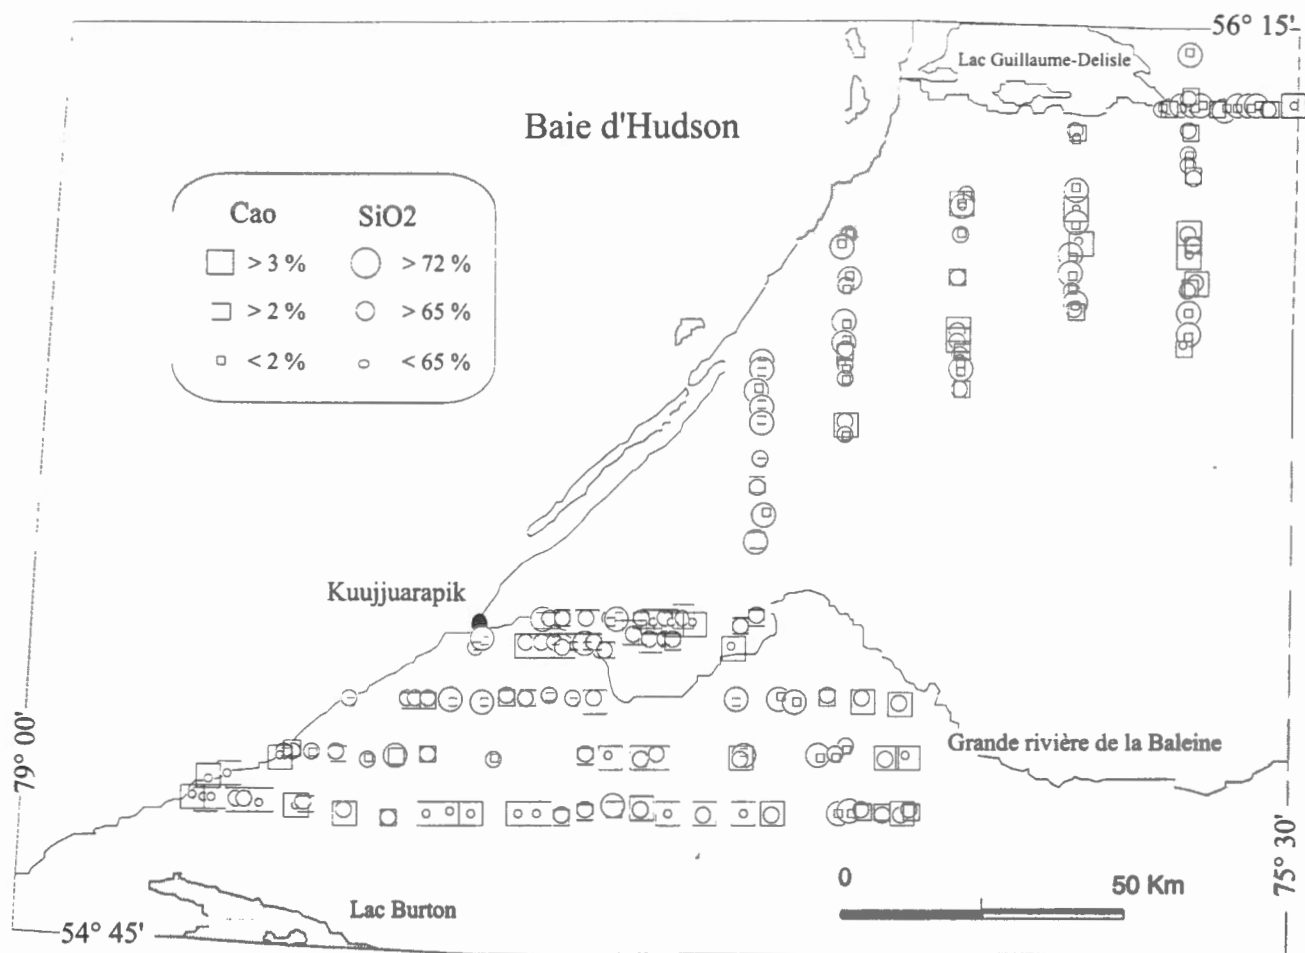 56° 15'
Lac Guillaume-Delisle
Baie d'Hudson
Cao SiO2
> 3 % > 72 %
> 2 % > 65 %
< 2 % < 65 %
Kuujjuarapik
79° 00'
Grande rivière de la Baleine
0 50 Km
75° 30'
Lac Burton
54° 45'